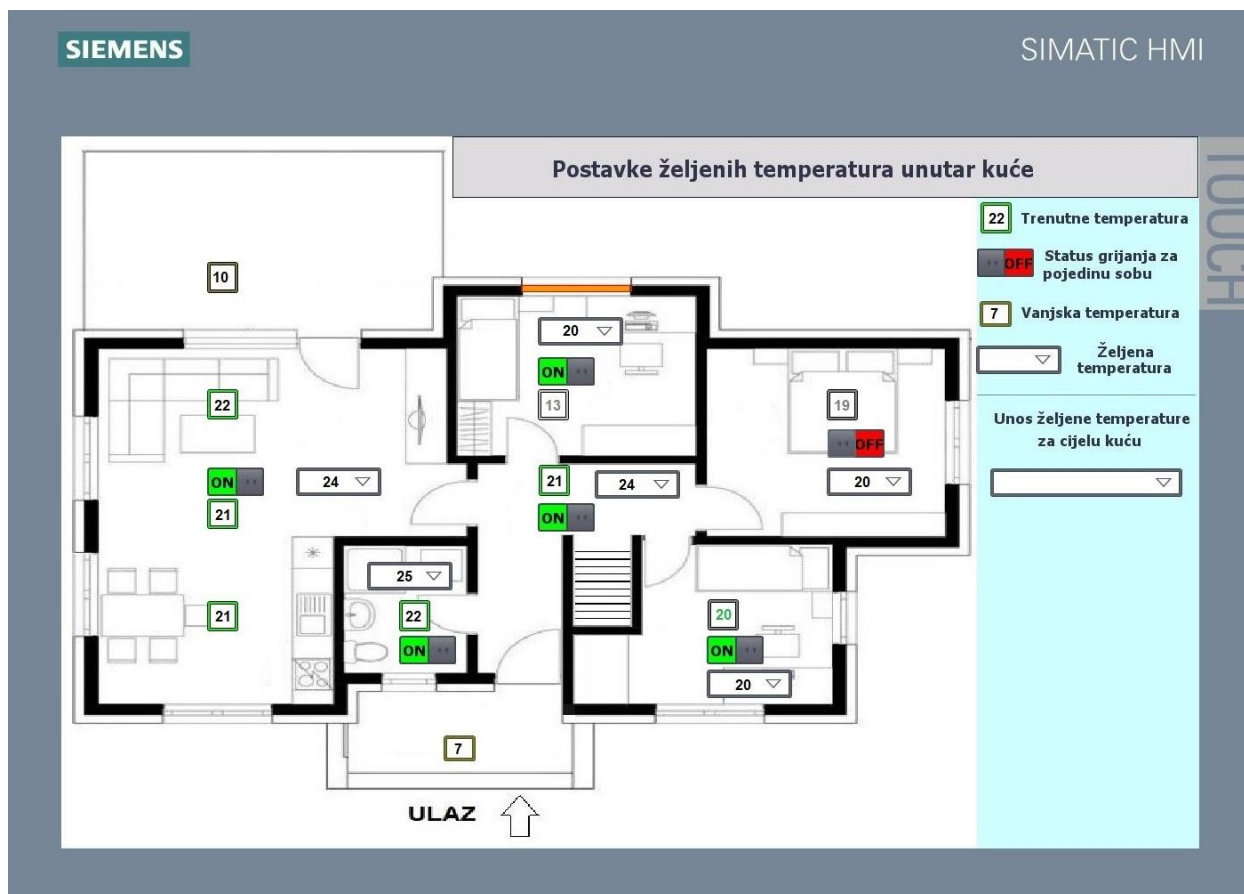 SIEMENS
SIMATIC HMI
TOUCH
Postavke željenih temperatura unutar kuće
22 Trenutne temperatura
OFF Status grijanja za
pojedinu sobu
7 Vanjska temperatura
Željena
temperatura
Unos željene temperature
za cijelu kuću
10
20
ON
13
22
19
OFF
ON
24
21
24
20
21
ON
25
21
22
20
ON
ON
20
7
ULAZ